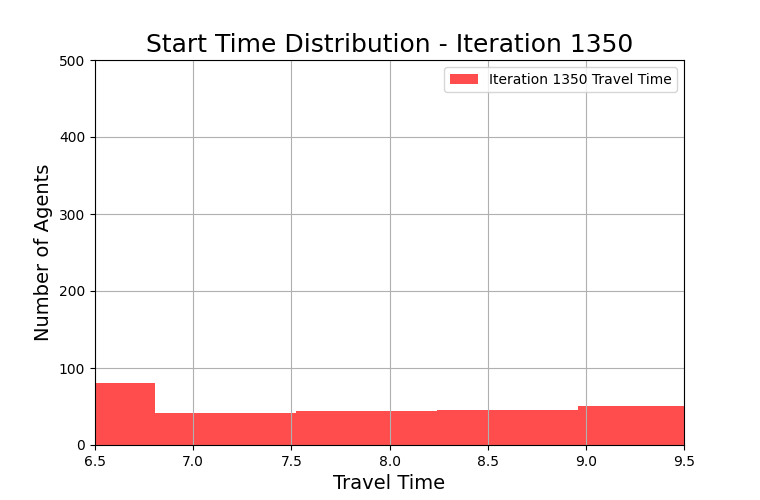 Start Time Distribution - Iteration 1350
Iteration 1350 Travel Time
Number of Agents
500
400
300
200
100
0
6.5 7.0 7.5 8.0 8.5 9.0 9.5
Travel Time